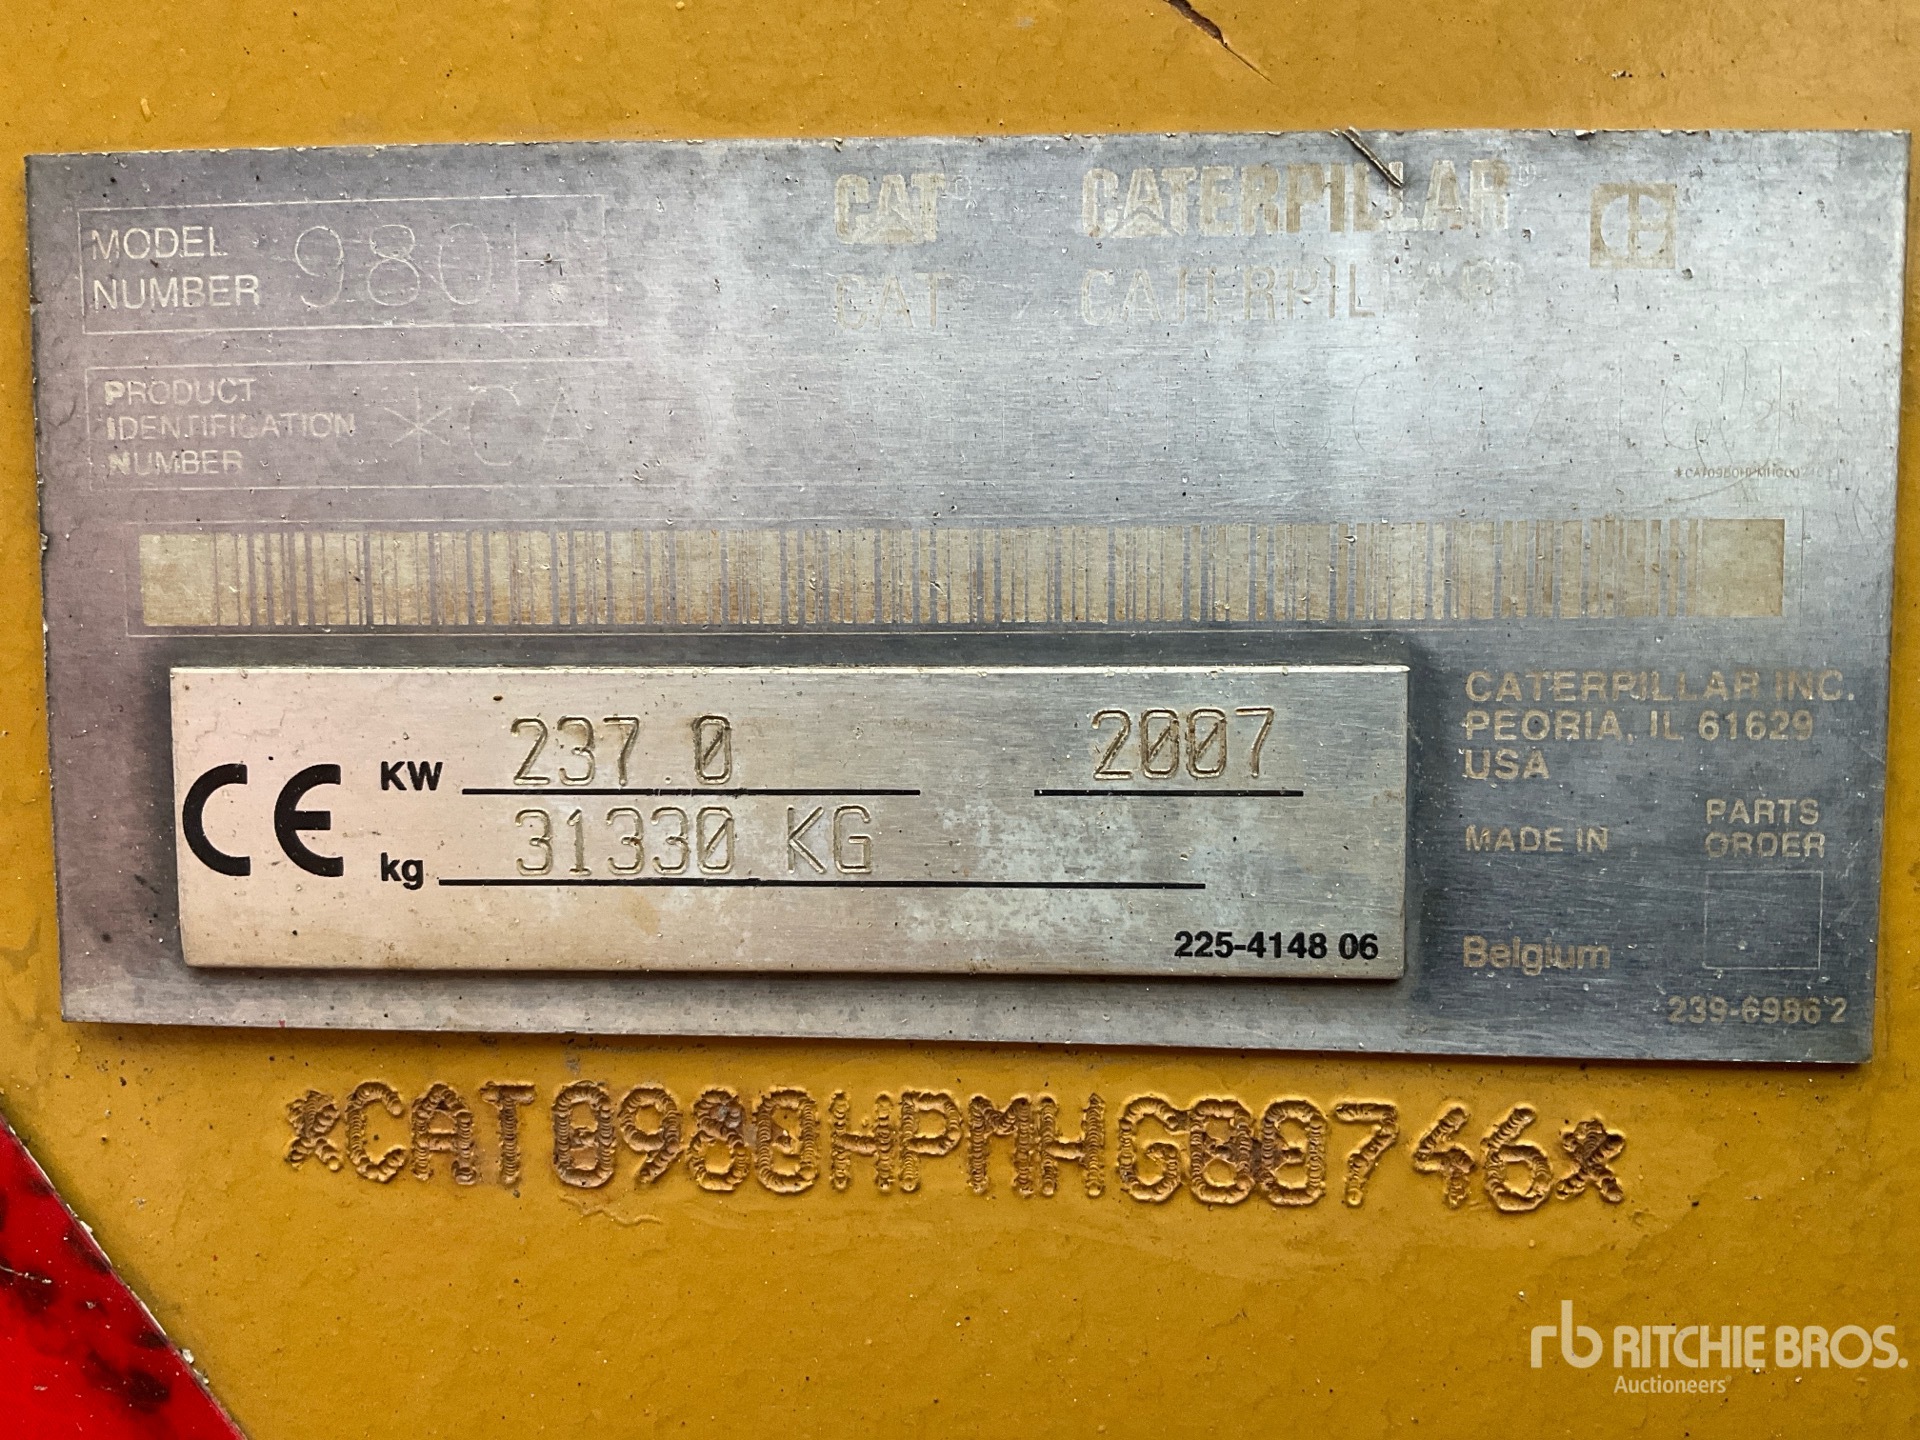 MODEL NUMBER 980H
CAT CATERPILLAR
CAT CATERPILLAR
PRODUCT IDENTIFICATION NUMBER *CA
CE KW 237.0 2007
kg 31330 KG
225-4148 06
CATERPILLAR INC.
PEORIA, IL 61629
USA
MADE IN
Belgium
PARTS
ORDER
239-6986 2
*CAT0980HPMHG00746*
rb RITCHIE BROS.
Auctioneers